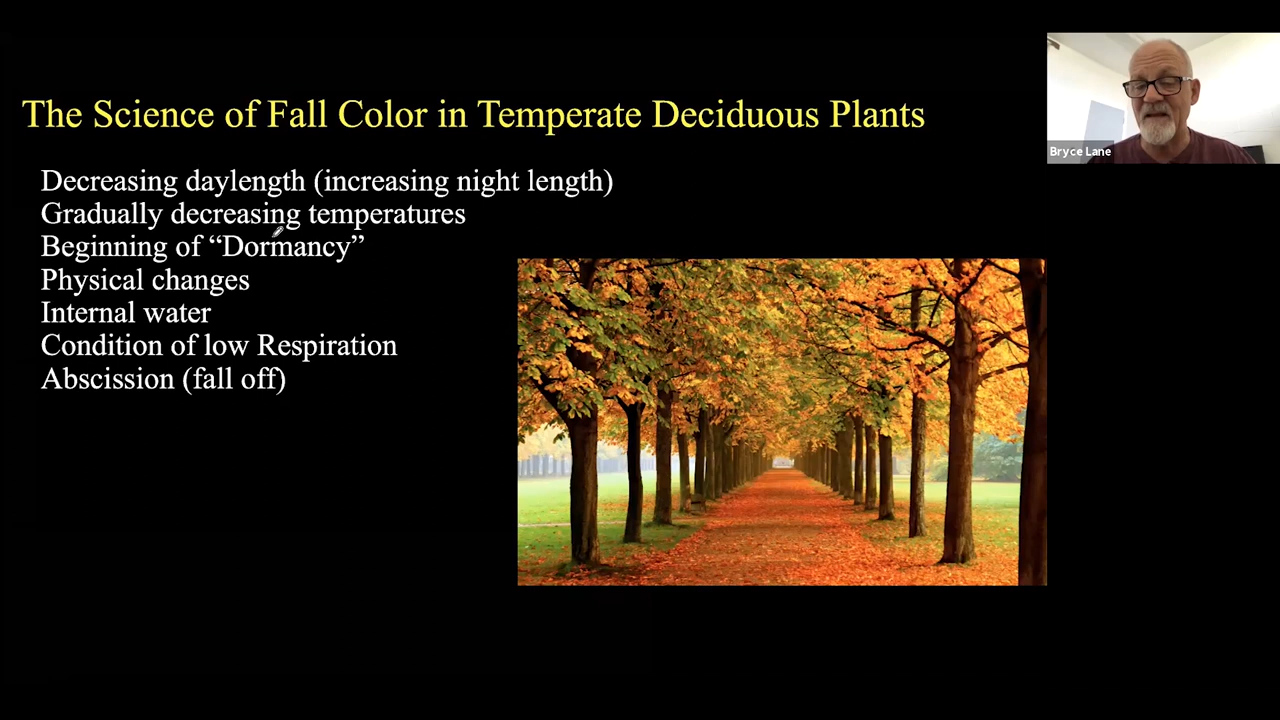 The Science of Fall Color in Temperate Deciduous Plants
Bryce Lane
Decreasing daylength (increasing night length)
Gradually decreasing temperatures
Beginning of “Dormancy”
Physical changes
Internal water
Condition of low Respiration
Abscission (fall off)